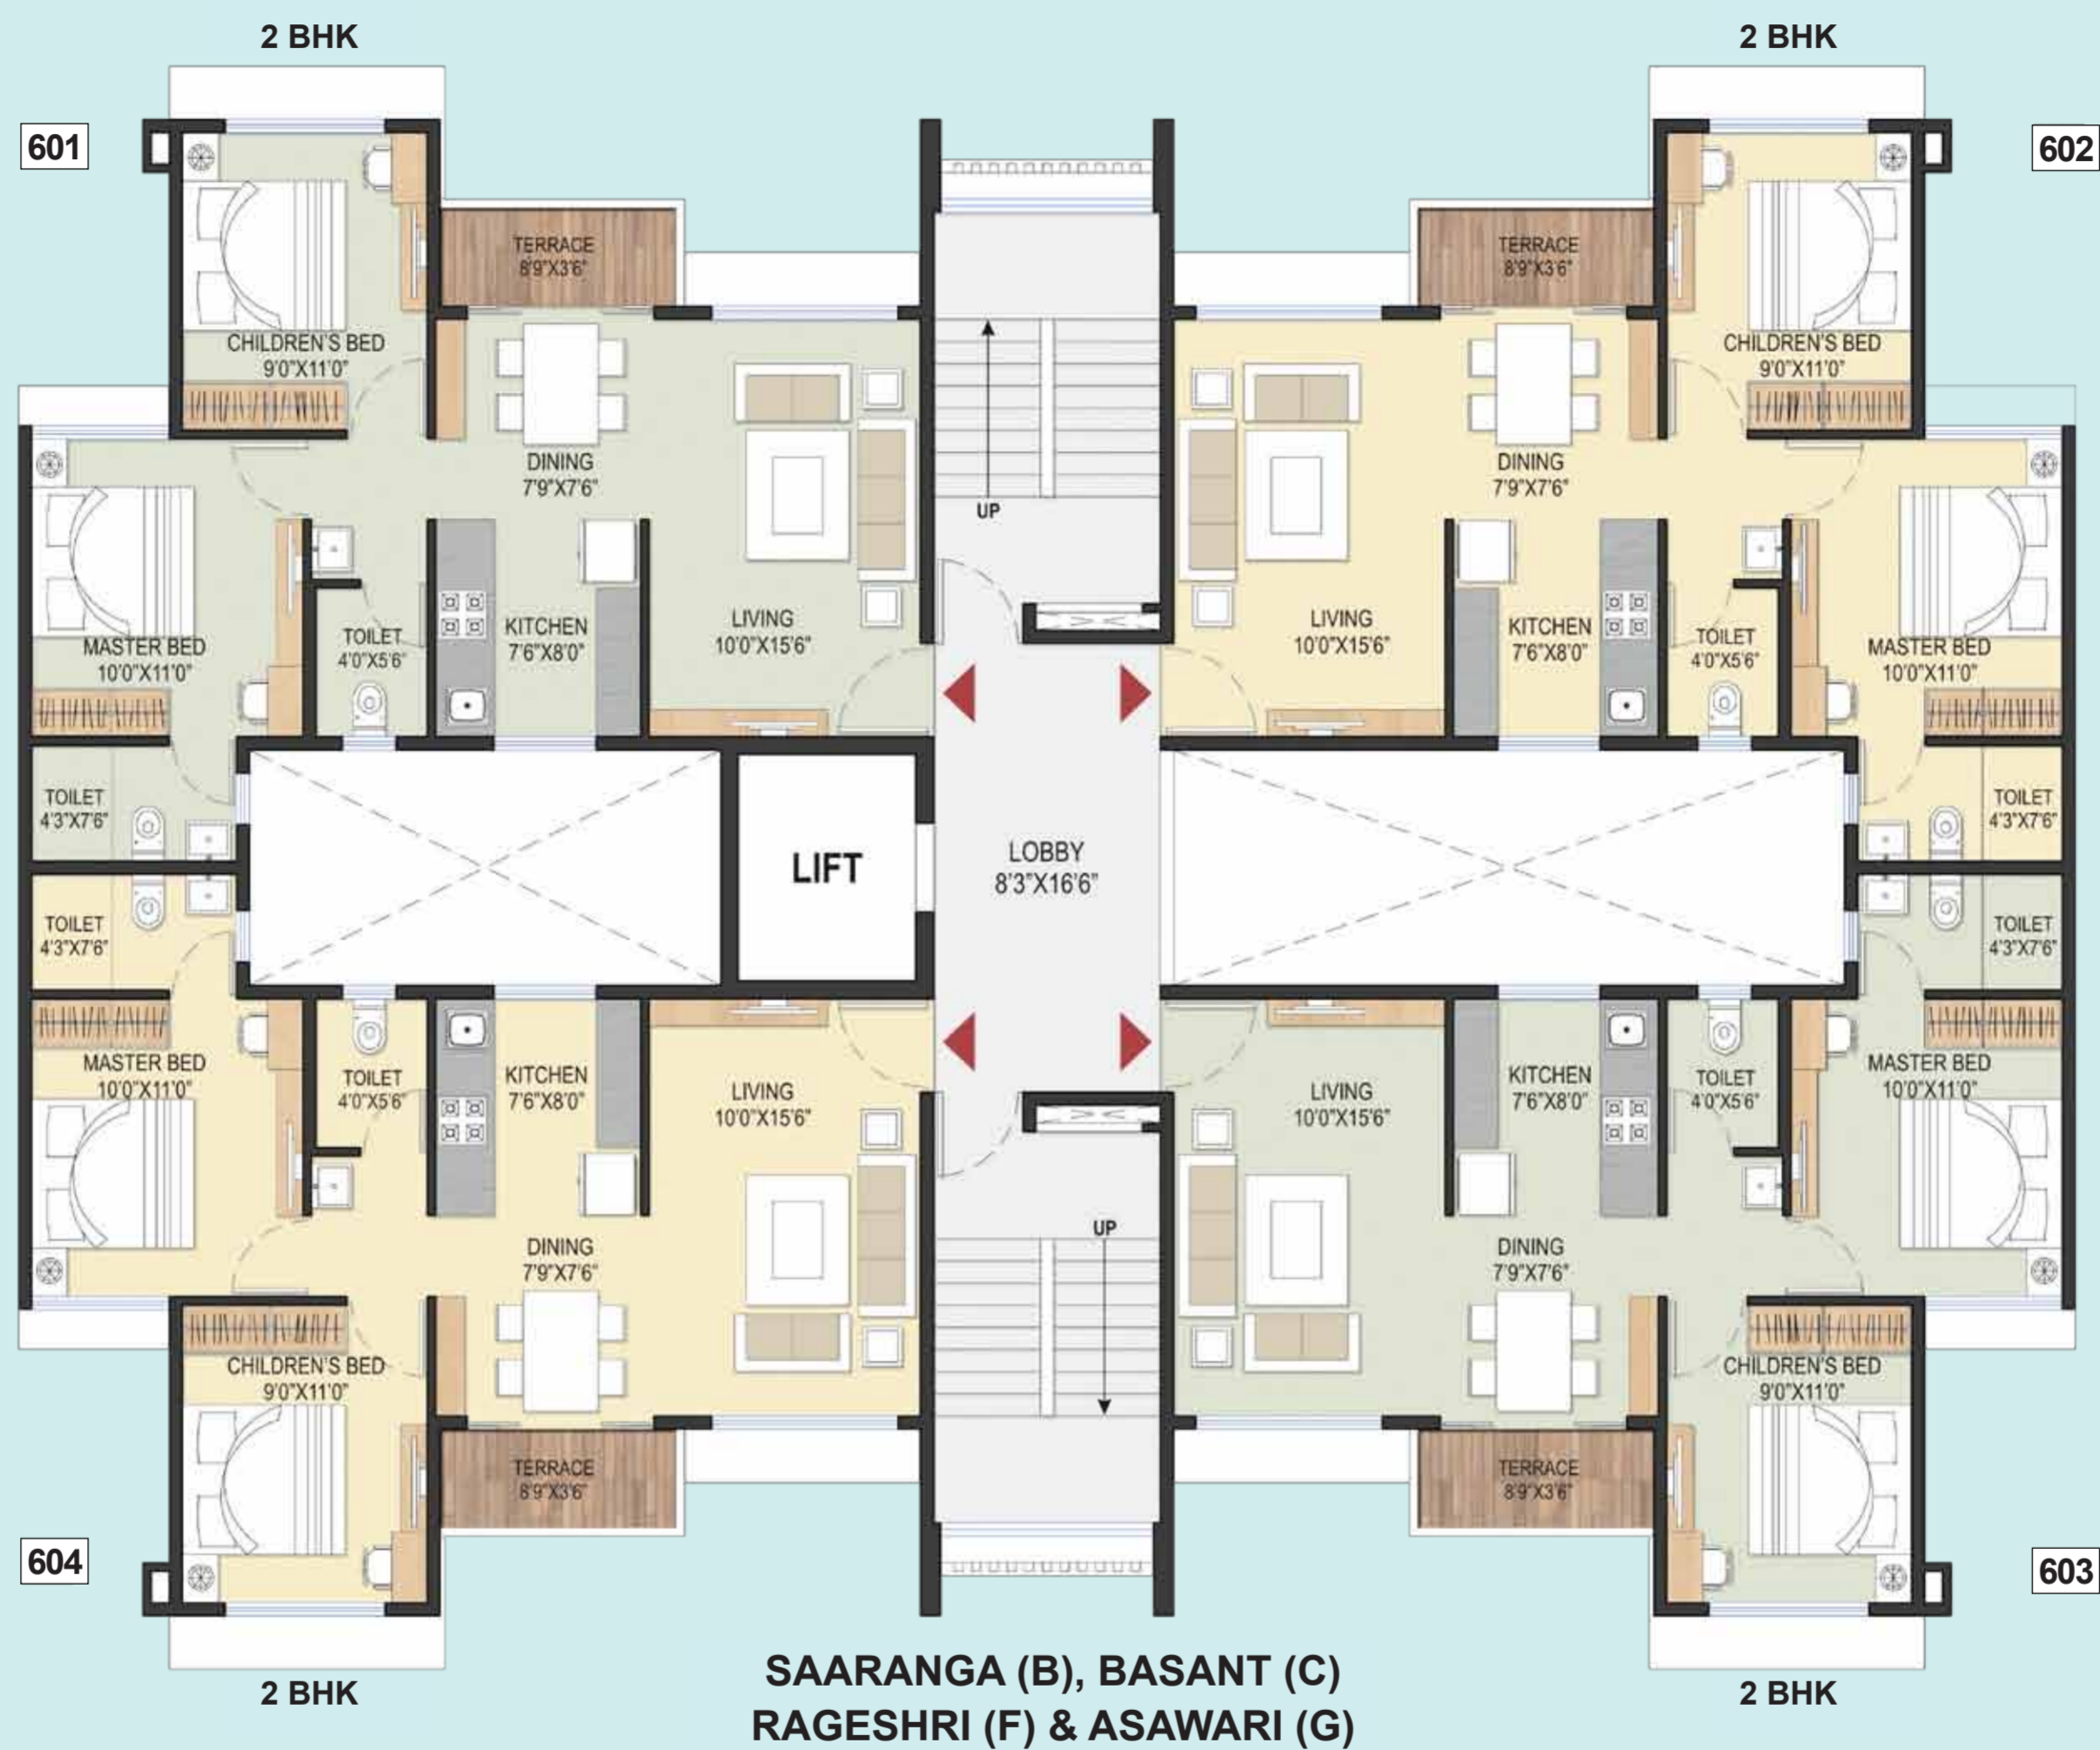 2 BHK
2 BHK
601
602
TERRACE
8'9"X3'6"
TERRACE
8'9"X3'6"
CHILDREN'S BED
9'0"X11'0"
CHILDREN'S BED
9'0"X11'0"
DINING
7'9"X7'6"
DINING
7'9"X7'6"
UP
MASTER BED
10'0"X11'0"
TOILET
4'0"X5'6"
KITCHEN
7'6"X8'0"
LIVING
10'0"X15'6"
LIVING
10'0"X15'6"
KITCHEN
7'6"X8'0"
TOILET
4'0"X5'6"
MASTER BED
10'0"X11'0"
TOILET
4'3"X7'6"
TOILET
4'3"X7'6"
LIFT
LOBBY
8'3"X16'6"
TOILET
4'3"X7'6"
TOILET
4'3"X7'6"
MASTER BED
10'0"X11'0"
TOILET
4'0"X5'6"
KITCHEN
7'6"X8'0"
LIVING
10'0"X15'6"
LIVING
10'0"X15'6"
KITCHEN
7'6"X8'0"
TOILET
4'0"X5'6"
MASTER BED
10'0"X11'0"
UP
DINING
7'9"X7'6"
DINING
7'9"X7'6"
CHILDREN'S BED
9'0"X11'0"
CHILDREN'S BED
9'0"X11'0"
TERRACE
8'9"X3'6"
TERRACE
8'9"X3'6"
604
603
2 BHK
2 BHK
SAARANGA (B), BASANT (C)
RAGESHRI (F) & ASAWARI (G)